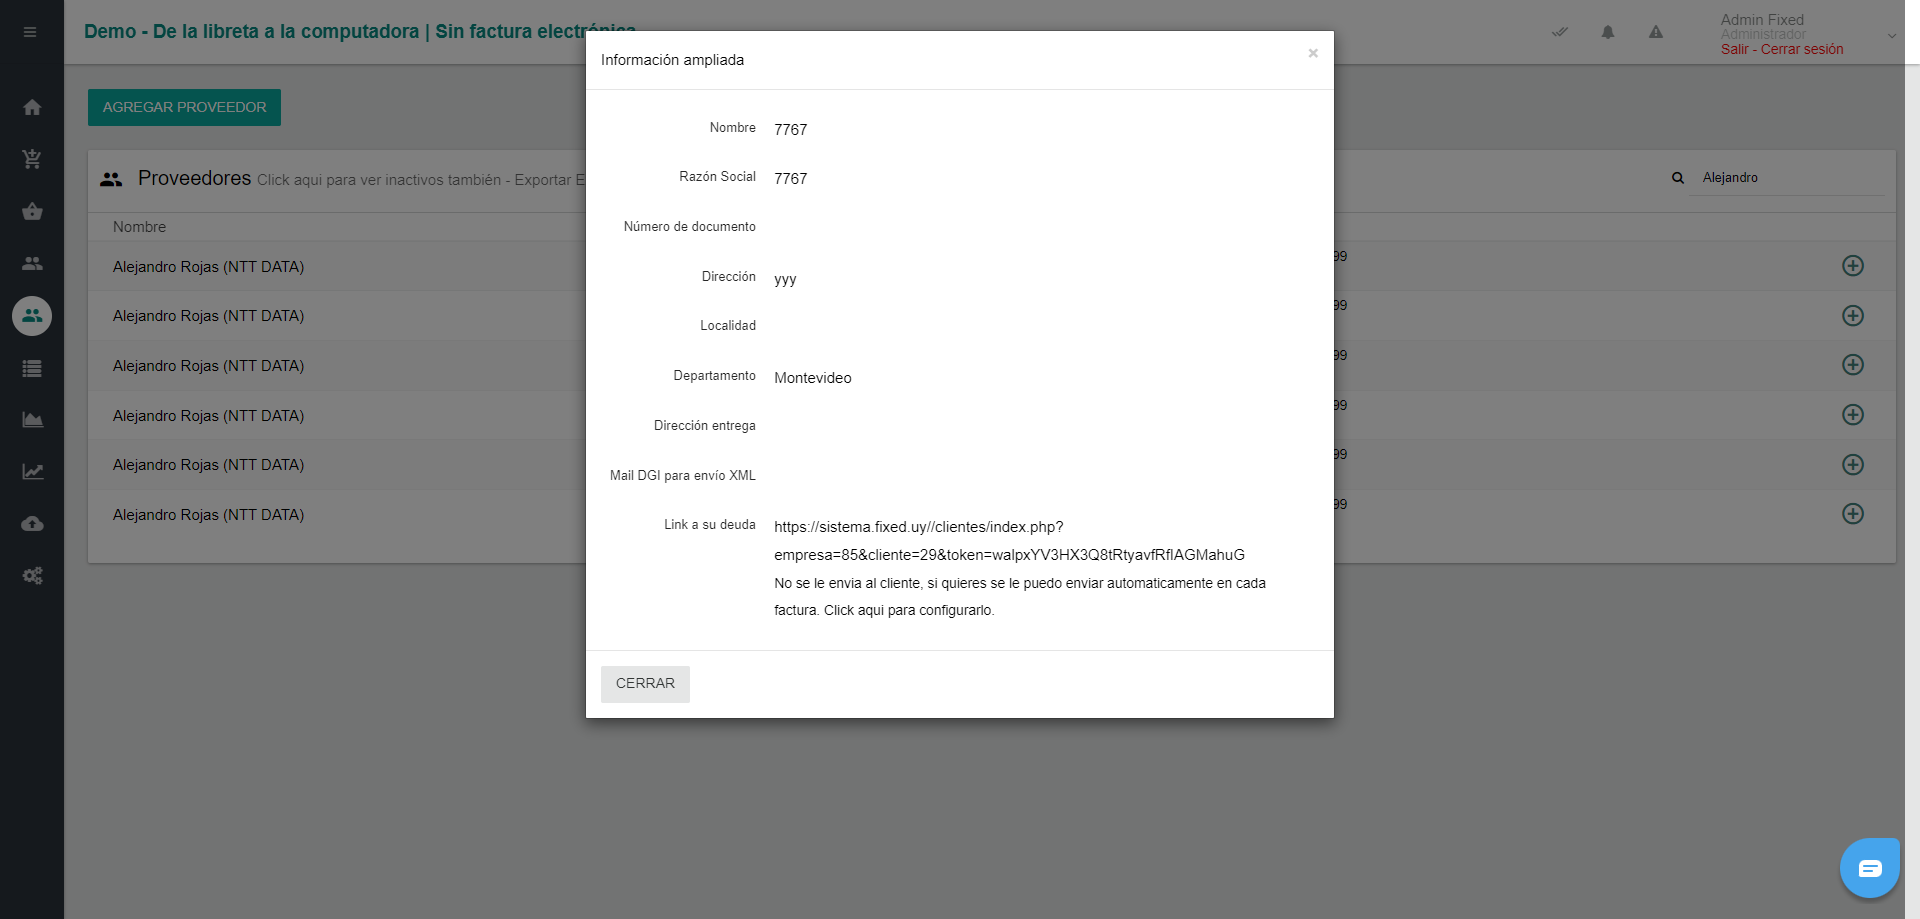 Demo - De la libreta a la computadora | Sin factura electrónica
Admin Fixed
Administrador
Salir - Cerrar sesión
AGREGAR PROVEEDOR
Proveedores Click aqui para ver inactivos también - Exportar E
Alejandro
Nombre
Alejandro Rojas (NTT DATA)
99
Alejandro Rojas (NTT DATA)
99
Alejandro Rojas (NTT DATA)
99
Alejandro Rojas (NTT DATA)
99
Alejandro Rojas (NTT DATA)
99
Alejandro Rojas (NTT DATA)
99
Información ampliada
×
Nombre 7767
Razón Social 7767
Número de documento
Dirección yyy
Localidad
Departamento Montevideo
Dirección entrega
Mail DGI para envío XML
Link a su deuda https://sistema.fixed.uy//clientes/index.php?
empresa=85&cliente=29&token=walpxYV3HX3Q8tRtyavfRflAGMahuG
No se le envia al cliente, si quieres se le puedo enviar automaticamente en cada
factura. Click aqui para configurarlo.
CERRAR